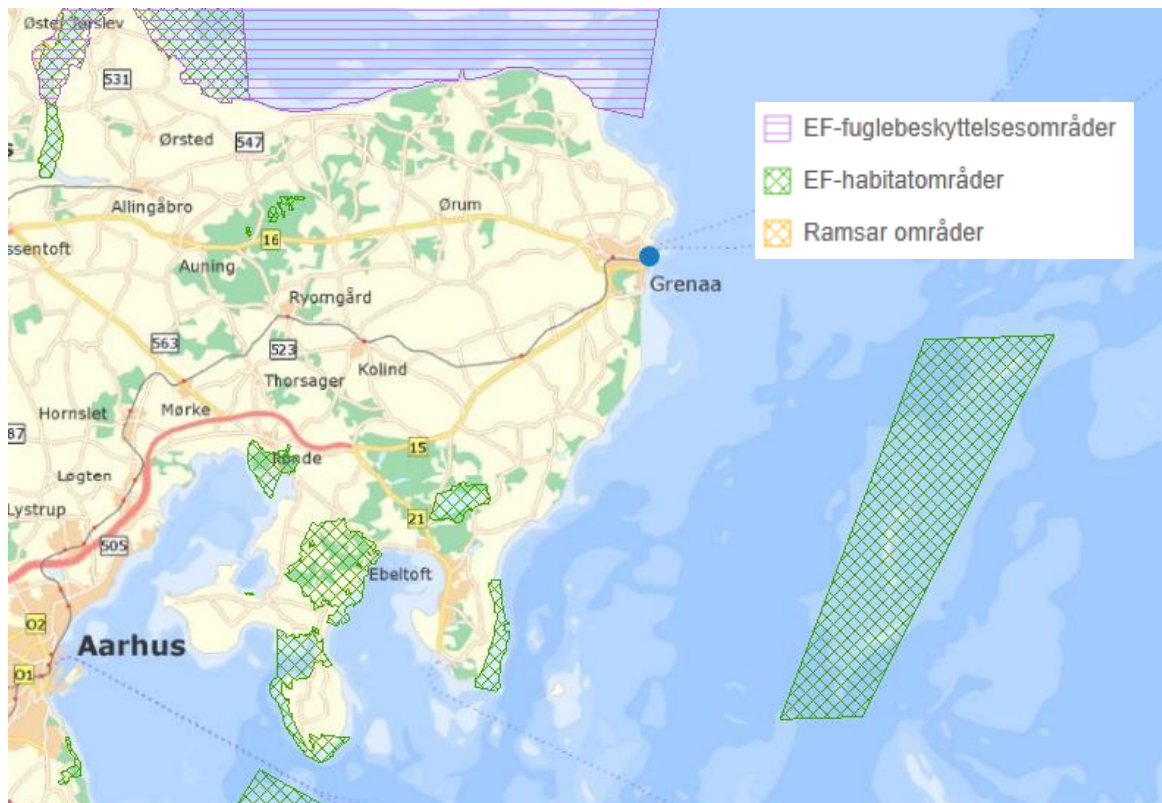 Øster Tørslev
531
Ørsted
547
EF-fuglebeskyttelsesområder
EF-habitatområder
Ramsar områder
Allingåbro
Ørum
16
ssentoft
Auning
Grenaa
Ryomgård
563
523
Kolind
Thorsager
Hornslet
Mørke
87
15
Rønde
Løgten
Lystrup
21
505
Ebeltoft
O2
Aarhus
O1